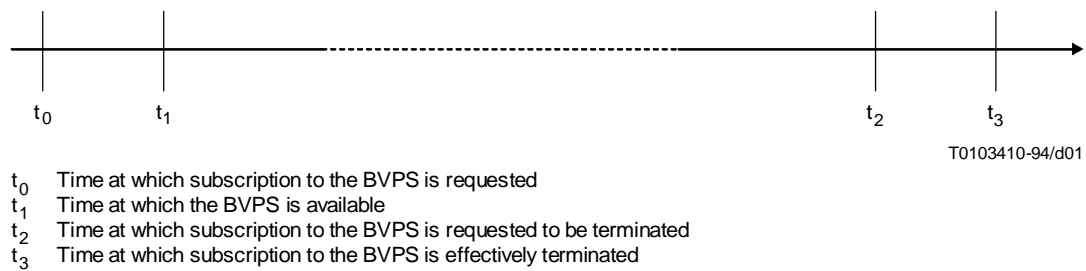 t0 t1 t2 t3
T0103410-94/d01
t0 Time at which subscription to the BVPS is requested
t1 Time at which the BVPS is available
t2 Time at which subscription to the BVPS is requested to be terminated
t3 Time at which subscription to the BVPS is effectively terminated